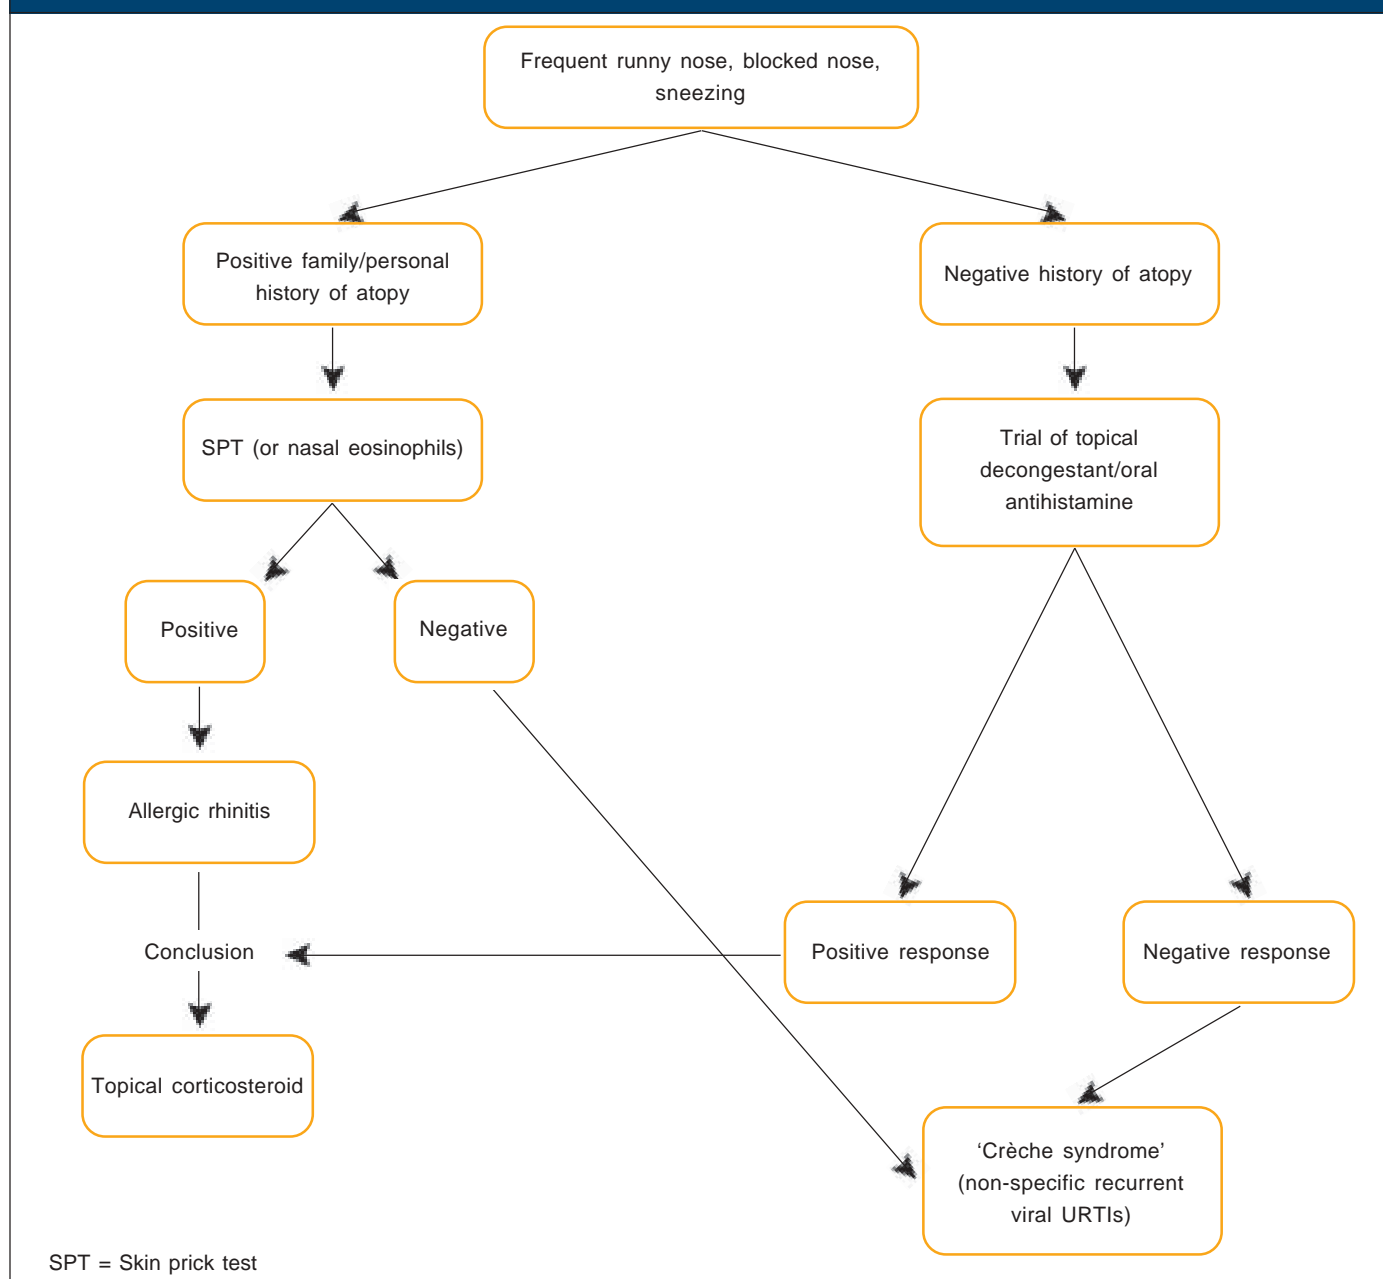 Frequent runny nose, blocked nose,
sneezing
Positive family/personal
history of atopy
Negative history of atopy
SPT (or nasal eosinophils)
Trial of topical
decongestant/oral
antihistamine
Positive
Negative
Allergic rhinitis
Conclusion
Positive response
Negative response
Topical corticosteroid
‘Crèche syndrome’
(non-specific recurrent
viral URTIs)
SPT = Skin prick test